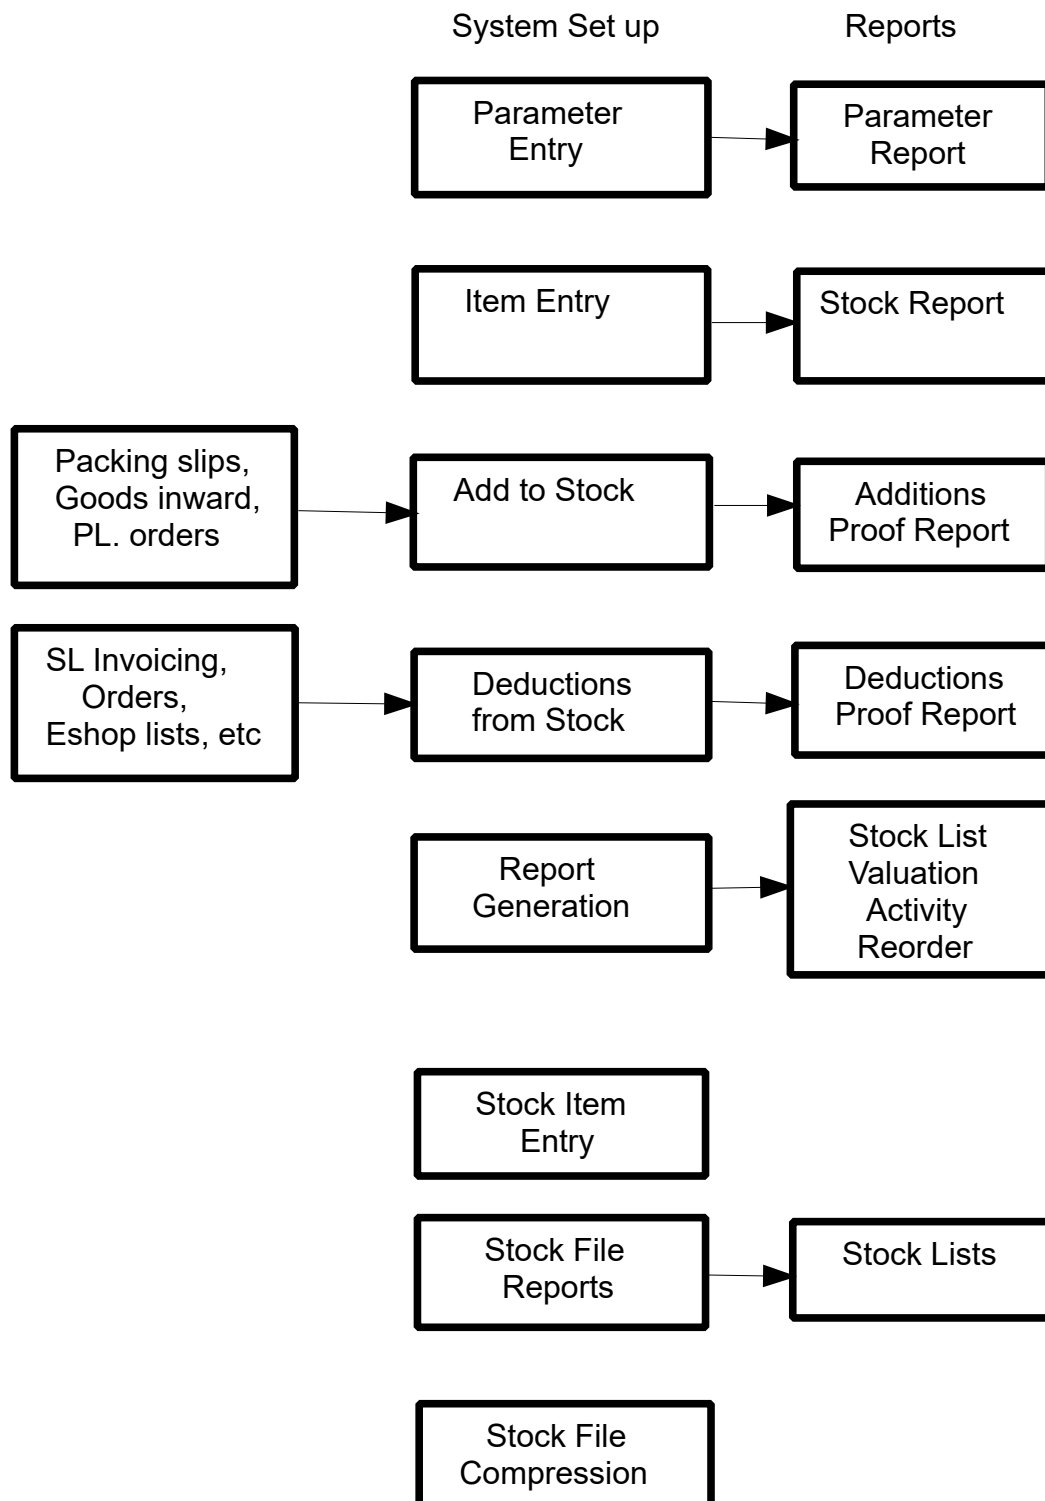 System Set up
Reports
Parameter
Entry
Parameter
Report
Item Entry
Stock Report
Packing slips,
Goods inward,
PL. orders
Add to Stock
Additions
Proof Report
SL Invoicing,
Orders,
Eshop lists, etc
Deductions
from Stock
Deductions
Proof Report
Report
Generation
Stock List
Valuation
Activity
Reorder
Stock Item
Entry
Stock File
Reports
Stock Lists
Stock File
Compression